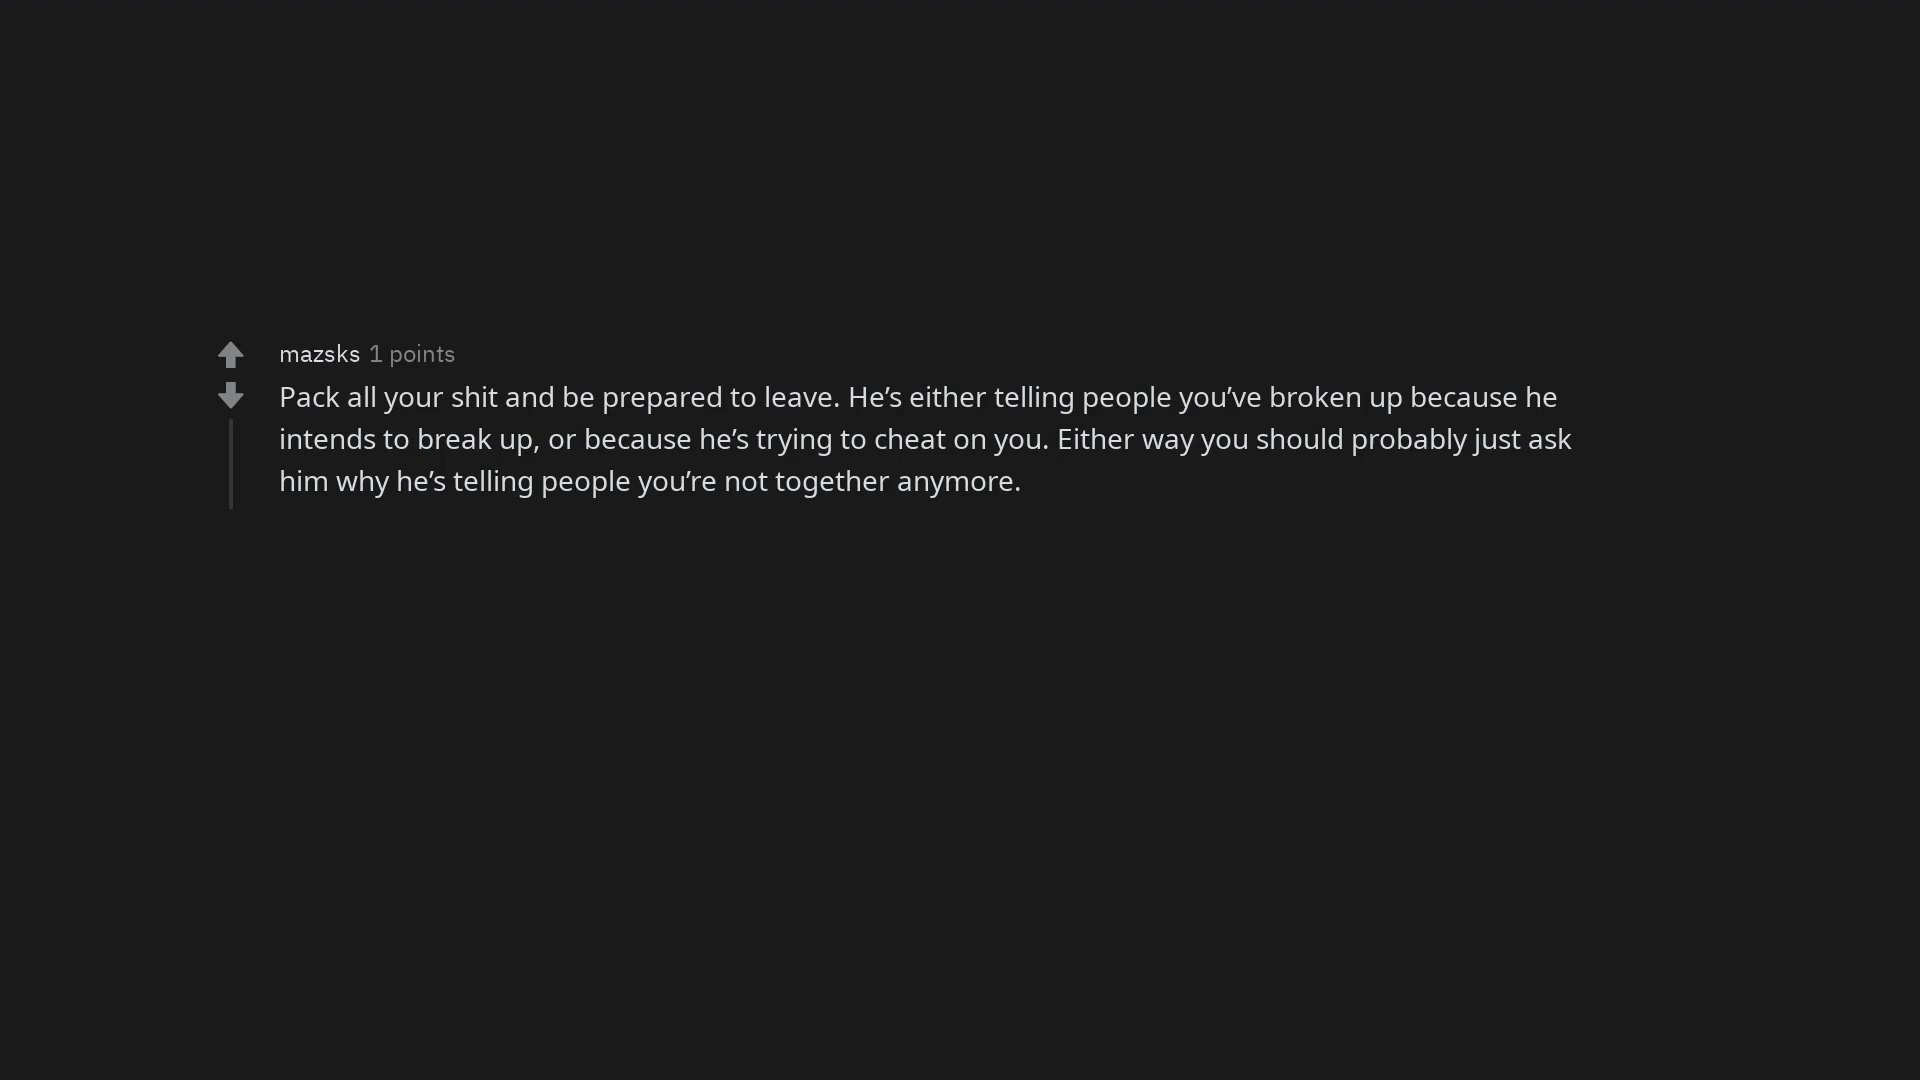 mazsks 1 points
Pack all your shit and be prepared to leave. He’s either telling people you’ve broken up because he
intends to break up, or because he’s trying to cheat on you. Either way you should probably just ask
him why he’s telling people you’re not together anymore.